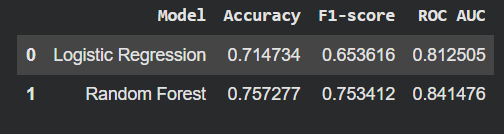 Model Accuracy F1-score ROC AUC
0 Logistic Regression 0.714734 0.653616 0.812505
1 Random Forest 0.757277 0.753412 0.841476